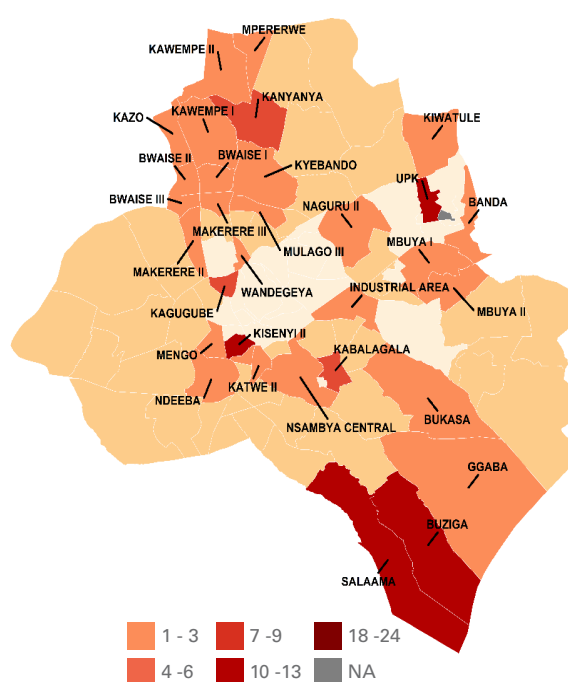 MPERERWE
KAWEMPE II
KANYANYA
KAWEMPE I
KAZO
KIWATULE
BWAISE II
BWAISE I
KYEBANDO
UPK
BWAISE III
NAGURU II
BANDA
MAKERERE III
MBUYA I
MULAGO III
MAKERERE II
WANDEGEYA
INDUSTRIAL AREA
KAGUGUBE
MBUYA II
KISENYI II
KABALAGALA
MENGO
KATWE II
NDEEBA
BUKASA
NSAMBYA CENTRAL
GGABA
BUZIGA
SALAAMA
1 - 3
7 -9
18 -24
4 -6
10 -13
NA